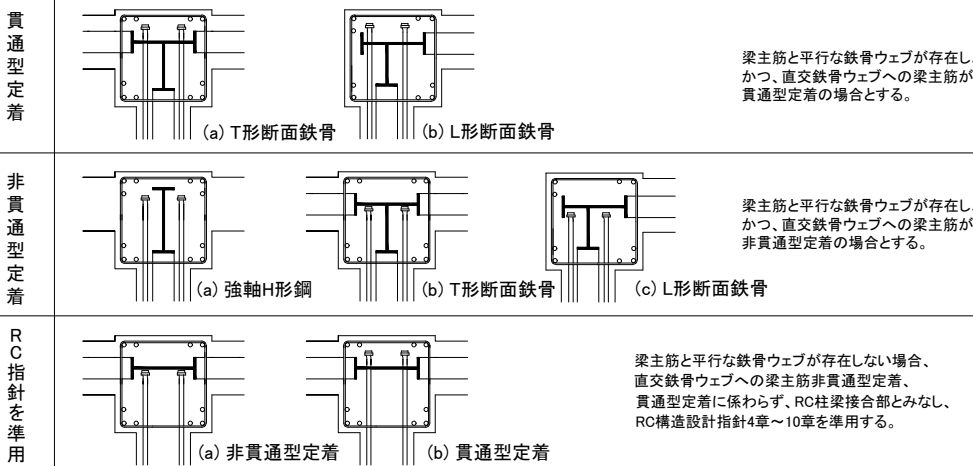 貫通型定着
(a) T形断面鉄骨
(b) L形断面鉄骨
梁主筋と平行な鉄骨ウェブが存在し、
かつ、直交鉄骨ウェブへの梁主筋が
貫通型定着の場合とする。
非貫通型定着
(a) 強軸H形鋼
(b) T形断面鉄骨
(c) L形断面鉄骨
梁主筋と平行な鉄骨ウェブが存在し、
かつ、直交鉄骨ウェブへの梁主筋が
非貫通型定着の場合とする。
RC指針を準用
(a) 非貫通型定着
(b) 貫通型定着
梁主筋と平行な鉄骨ウェブが存在しない場合、
直交鉄骨ウェブへの梁主筋非貫通型定着、
貫通型定着に係わらず、RC柱梁接合部とみなし、
RC構造設計指針4章～10章を準用する。